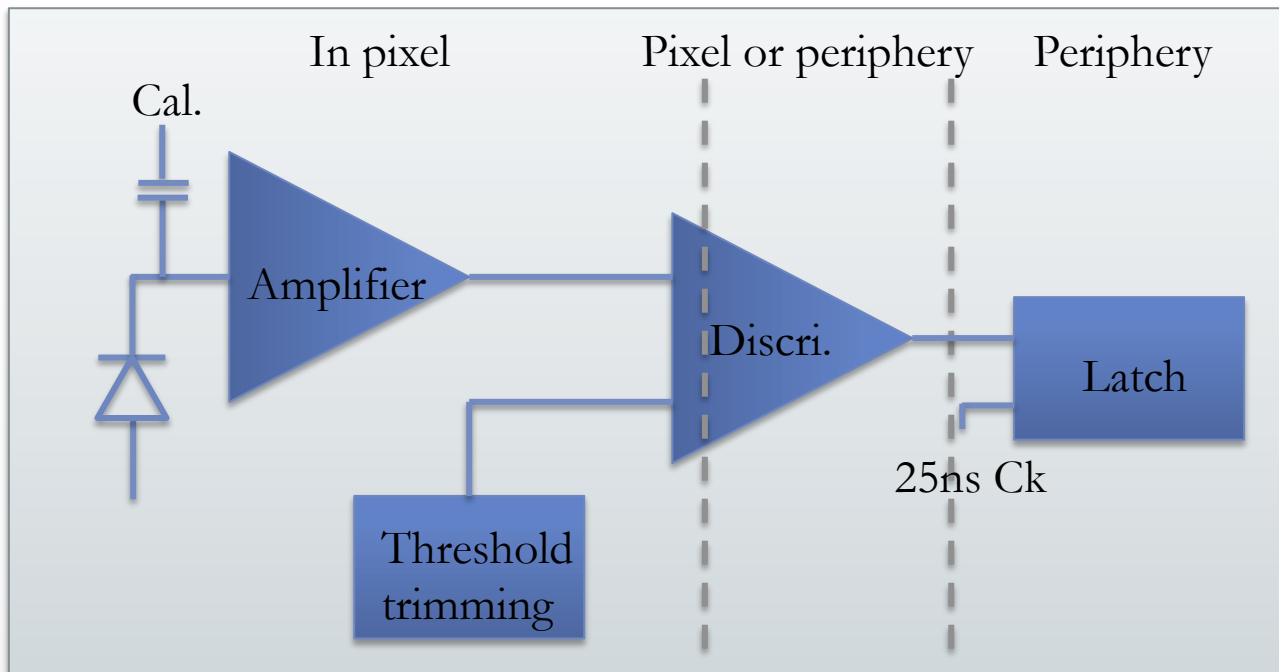 In pixel
Pixel or periphery
Periphery
Cal.
Amplifier
Discri.
Latch
25ns Ck
Threshold
trimming